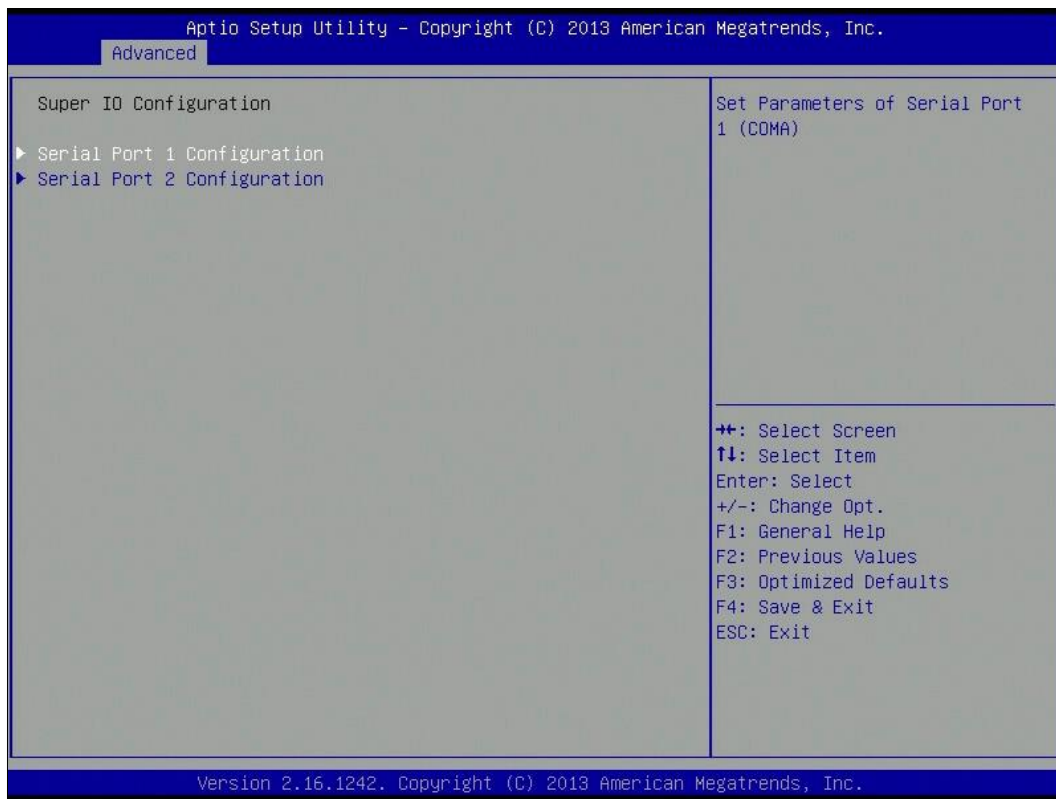 Aptio Setup Utility – Copyright (C) 2013 American Megatrends, Inc.
Advanced
Super IO Configuration
▶ Serial Port 1 Configuration
▶ Serial Port 2 Configuration
Set Parameters of Serial Port
1 (COMA)
→←: Select Screen
↑↓: Select Item
Enter: Select
+/-: Change Opt.
F1: General Help
F2: Previous Values
F3: Optimized Defaults
F4: Save & Exit
ESC: Exit
Version 2.16.1242. Copyright (C) 2013 American Megatrends, Inc.